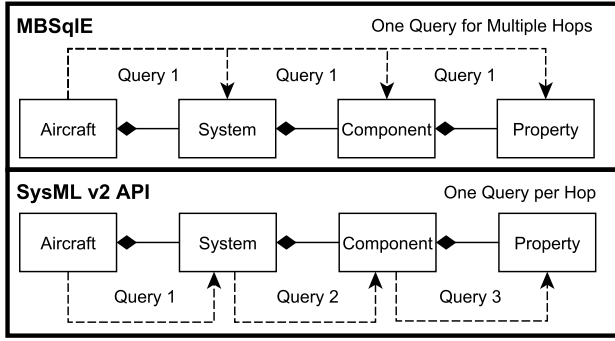 MBSqlE
One Query for Multiple Hops
Query 1
Query 1
Query 1
Aircraft
System
Component
Property
SysML v2 API
One Query per Hop
Aircraft
System
Component
Property
Query 1
Query 2
Query 3